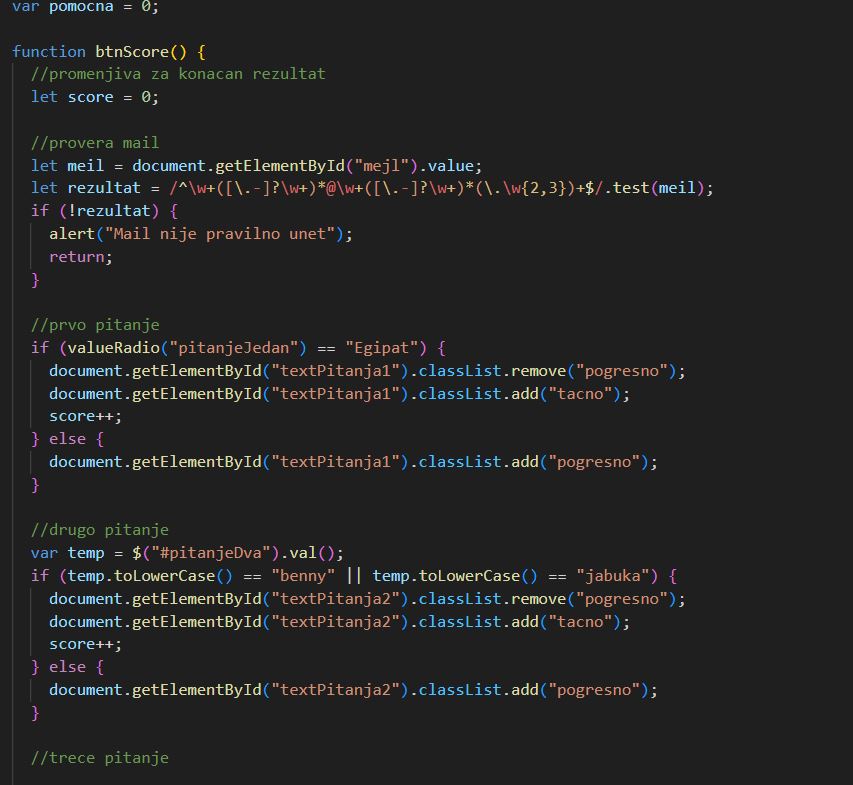 var pomocna = 0;
function btnScore() {
//promenjiva za konacan rezultat
let score = 0;
//provera mail
let meil = document.getElementById("mejl").value;
let rezultat = /^\w+([\.-]?\w+)*@\w+([\.-]?\w+)*(\.\w{2,3})+$/.test(meil);
if (!rezultat) {
alert("Mail nije pravilno unet");
return;
}
//prvo pitanje
if (valueRadio("pitanjeJedan") == "Egipat") {
document.getElementById("textPitanja1").classList.remove("pogresno");
document.getElementById("textPitanja1").classList.add("tacno");
score++;
} else {
document.getElementById("textPitanja1").classList.add("pogresno");
}
//drugo pitanje
var temp = $("#pitanjeDva").val();
if (temp.toLowerCase() == "benny" || temp.toLowerCase() == "jabuka") {
document.getElementById("textPitanja2").classList.remove("pogresno");
document.getElementById("textPitanja2").classList.add("tacno");
score++;
} else {
document.getElementById("textPitanja2").classList.add("pogresno");
}
//trece pitanje